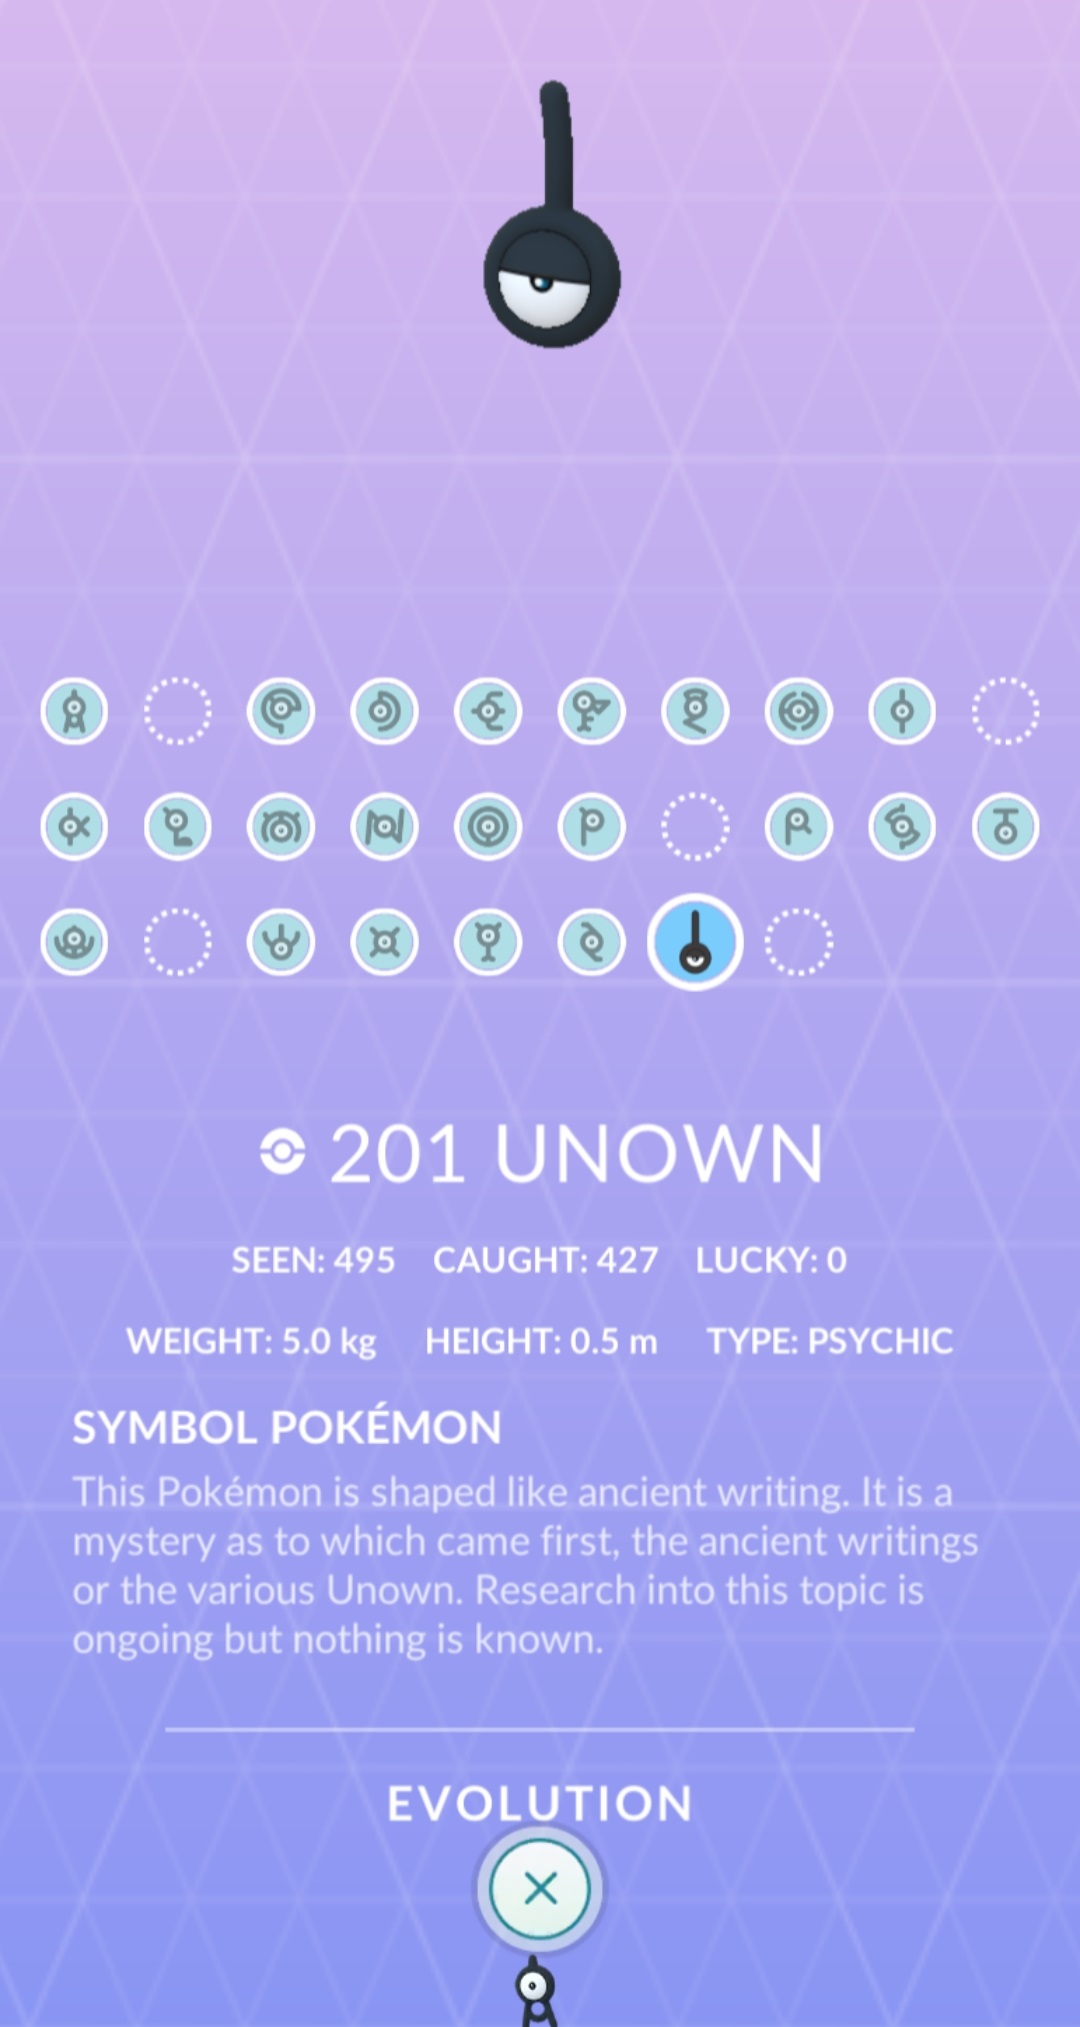 201 UNOWN
SEEN: 495 CAUGHT: 427 LUCKY: 0
WEIGHT: 5.0 kg HEIGHT: 0.5 m TYPE: PSYCHIC
SYMBOL POKÉMON
This Pokémon is shaped like ancient writing. It is a
mystery as to which came first, the ancient writings
or the various Unown. Research into this topic is
ongoing but nothing is known.
EVOLUTION